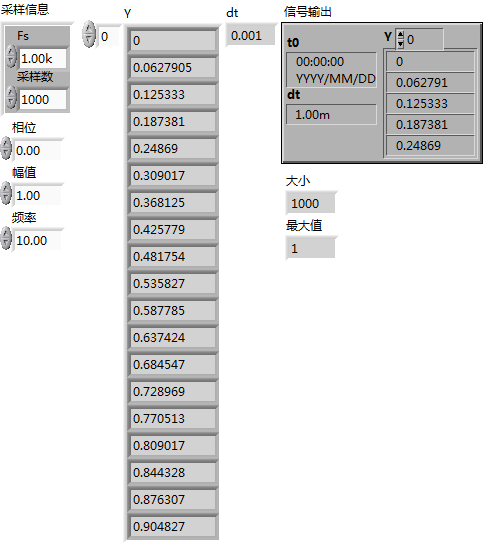 采样信息
Fs
1.00k
采样数
1000
相位
0.00
幅值
1.00
频率
10.00
Y
0
0
0.0627905
0.125333
0.187381
0.24869
0.309017
0.368125
0.425779
0.481754
0.535827
0.587785
0.637424
0.684547
0.728969
0.770513
0.809017
0.844328
0.876307
0.904827
dt
0.001
信号输出
t0
00:00:00
YYYY/MM/DD
dt
1.00m
Y
0
0
0.062791
0.125333
0.187381
0.24869
大小
1000
最大值
1